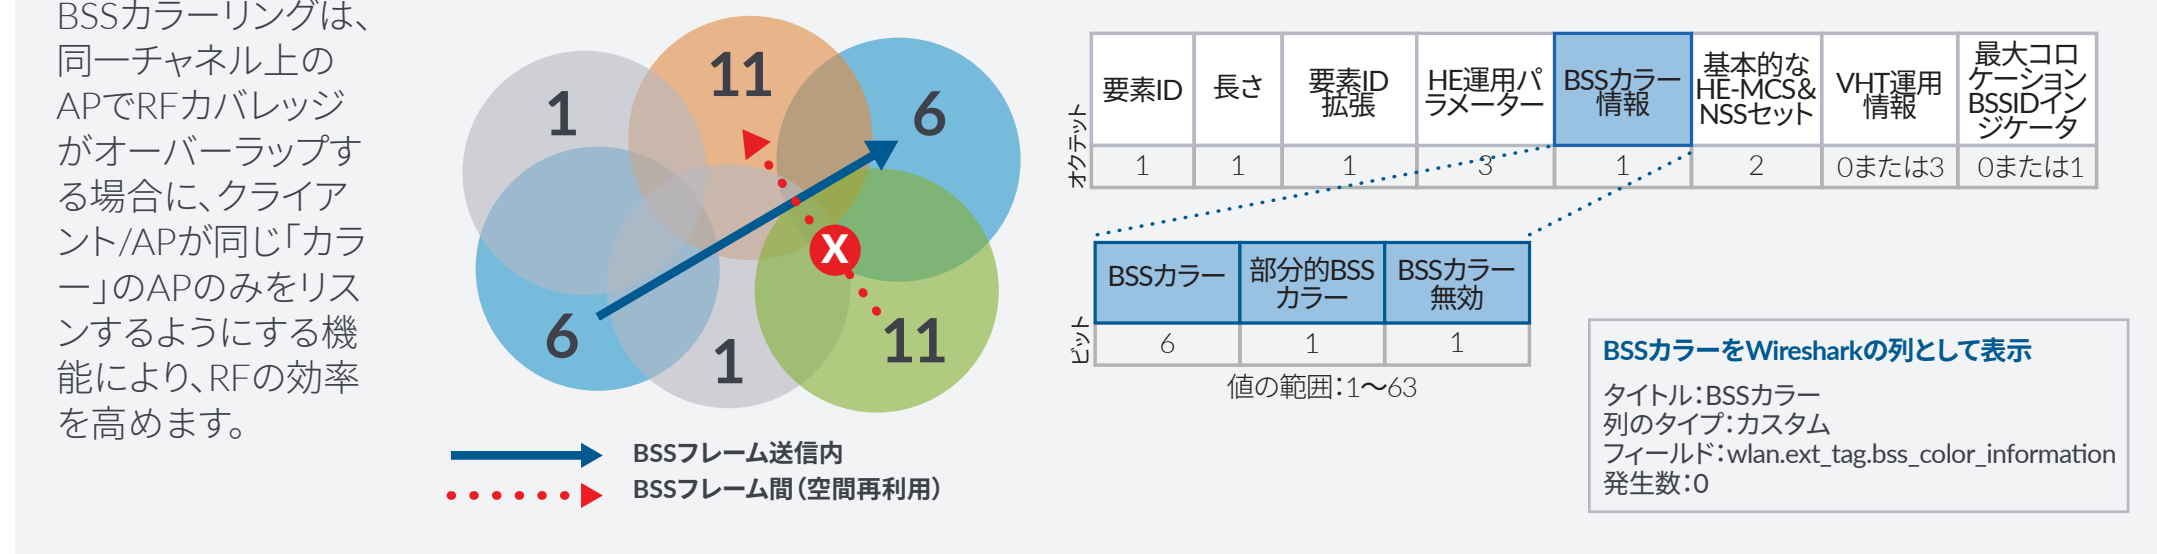 BSSカラーリングは、
同一チャネル上の
APでRFカバレッジ
がオーバーラップす
る場合に、クライア
ント/APが同じ「カラ
ー」のAPのみをリス
ンするようにする機
能により、RFの効率
を高めます。
1
11
6
6
1
11
X
BSSフレーム送信内
BSSフレーム間（空間再利用）
オクテット
要素ID
長さ
要素ID
拡張
HE運用パ
ラメーター
BSSカラー
情報
基本的な
HE-MCS&
NSSセット
VHT運用
情報
最大コロ
ケーション
BSSIDイン
ジケータ
1
1
1
3
1
2
0または3
0または1
ビット
BSSカラー
部分的BSS
カラー
BSSカラー
無効
6
1
1
値の範囲：1〜63
BSSカラーをWiresharkの列として表示
タイトル：BSSカラー
列のタイプ：カスタム
フィールド：wlan.ext_tag.bss_color_information
発生数：0